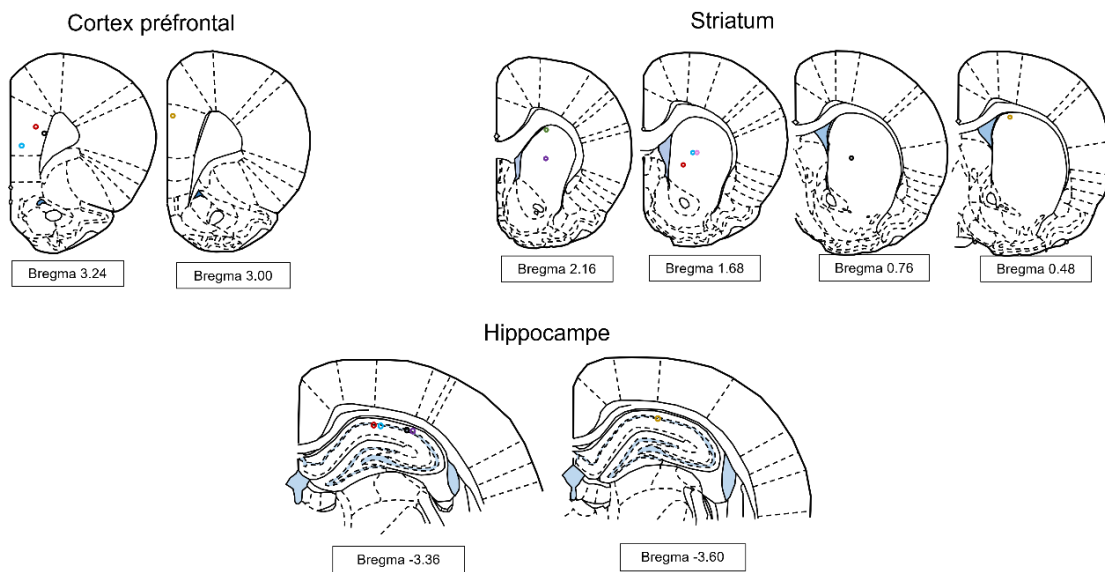 Cortex préfrontal
Striatum
Bregma 3.24
Bregma 3.00
Bregma 2.16
Bregma 1.68
Bregma 0.76
Bregma 0.48
Hippocampe
Bregma -3.36
Bregma -3.60